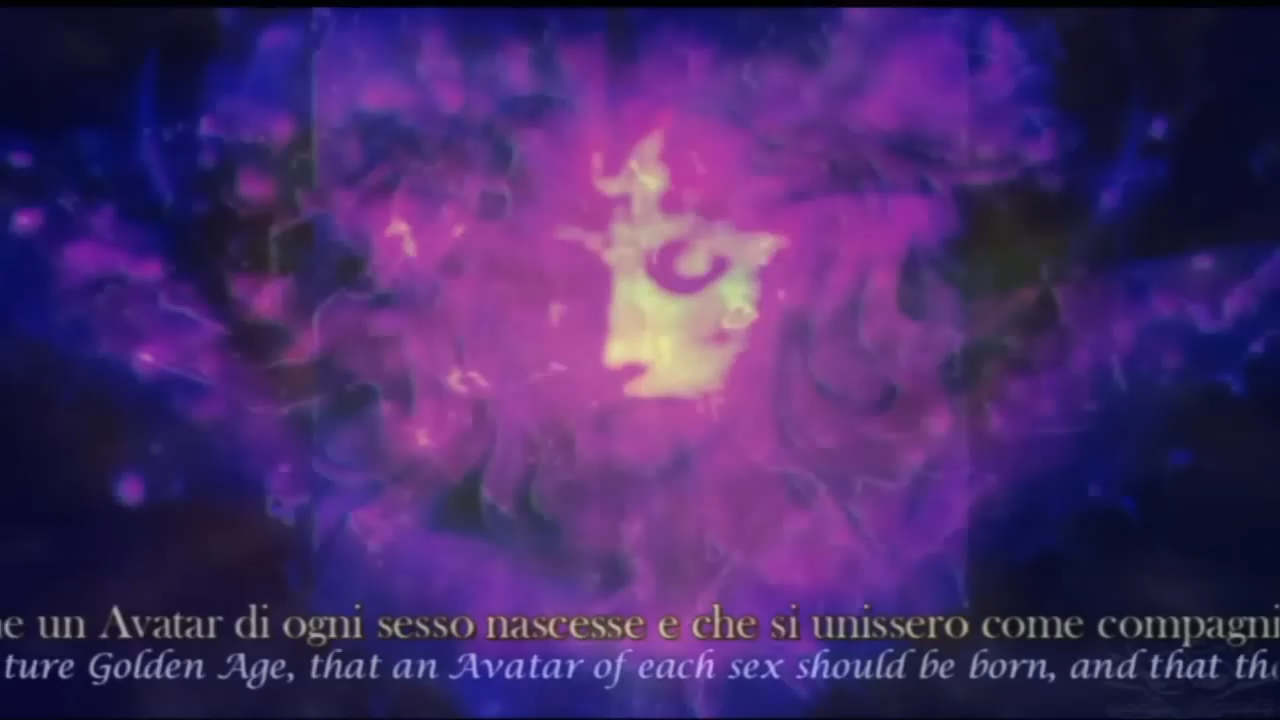 un Avatar di ogni sesso nascesse e che si unissero come compagni
Golden Age, that an Avatar of each sex should be born, and that